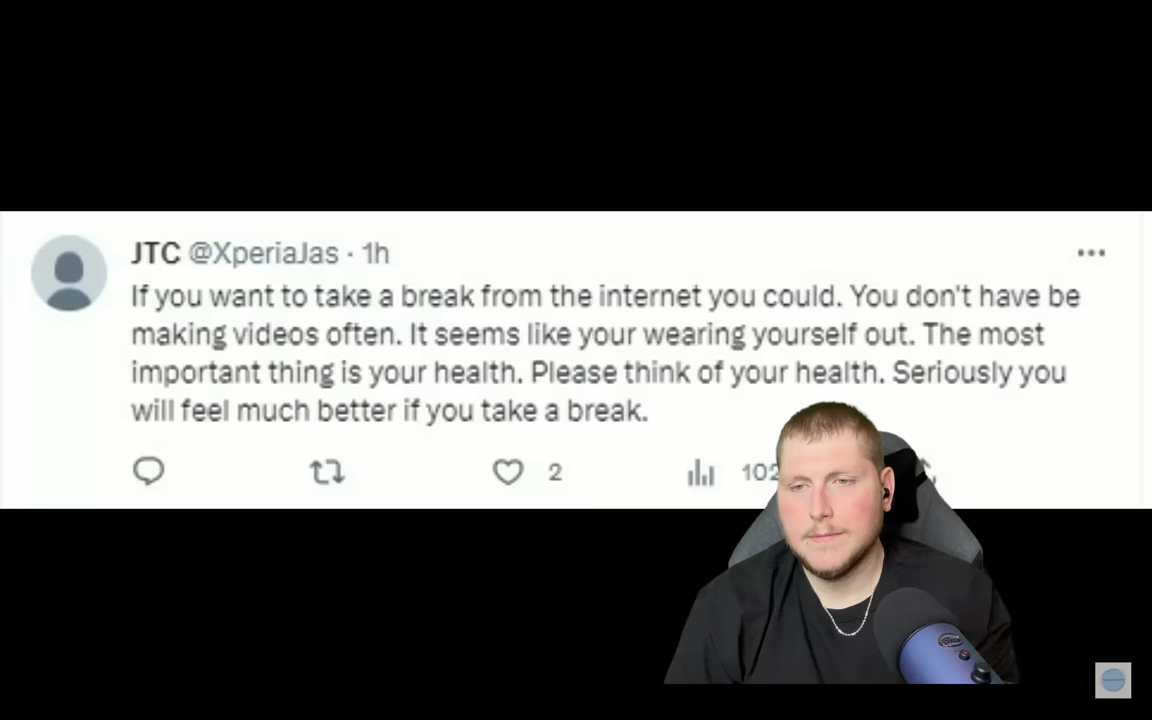 JTC @XperiaJas · 1h
If you want to take a break from the internet you could. You don't have be
making videos often. It seems like your wearing yourself out. The most
important thing is your health. Please think of your health. Seriously you
will feel much better if you take a break.
2 102